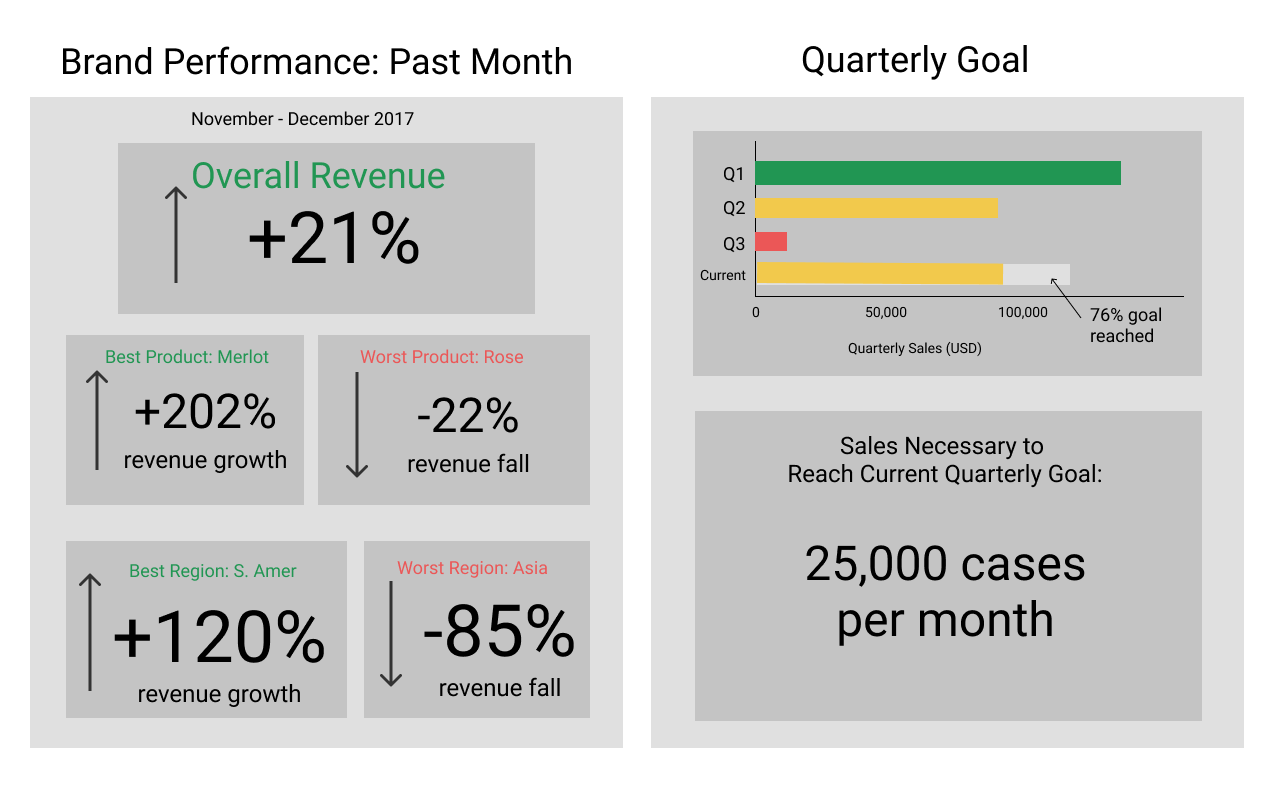 Brand Performance: Past Month
November - December 2017
Overall Revenue
+21%
Best Product: Merlot
+202%
revenue growth
Worst Product: Rose
-22%
revenue fall
Best Region: S. Amer
+120%
revenue growth
Worst Region: Asia
-85%
revenue fall
Quarterly Goal
Q1
Q2
Q3
Current
0
50,000
100,000
76% goal
reached
Quarterly Sales (USD)
Sales Necessary to
Reach Current Quarterly Goal:
25,000 cases
per month